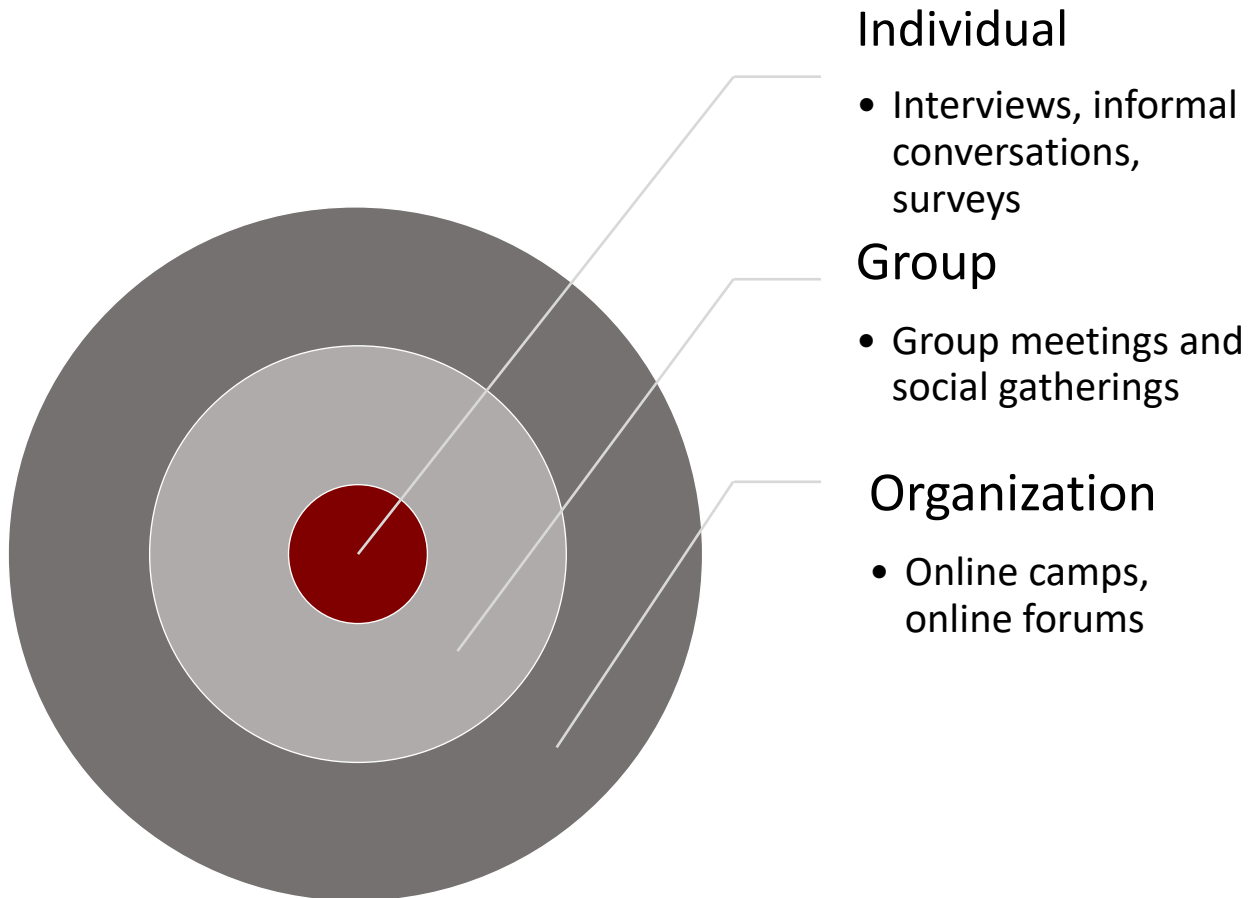 Individual
• Interviews, informal
conversations,
surveys
Group
• Group meetings and
social gatherings
Organization
• Online camps,
online forums